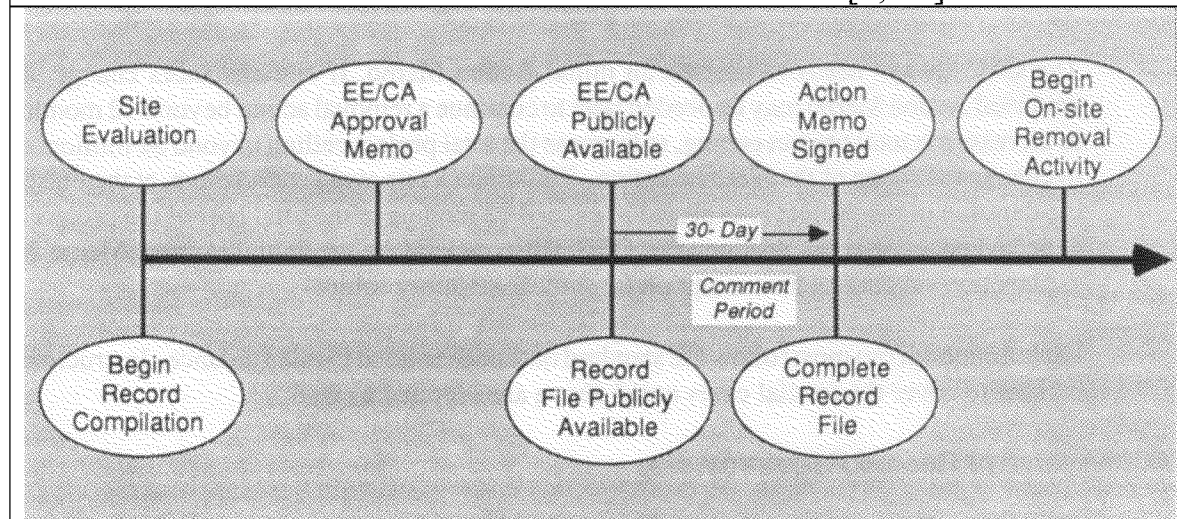 Site
Evaluation
EE/CA
Approval
Memo
EE/CA
Publicly
Available
Action
Memo
Signed
Begin
On-site
Removal
Activity
30- Day
Comment
Period
Begin
Record
Compilation
Record
File Publicly
Available
Complete
Record
File